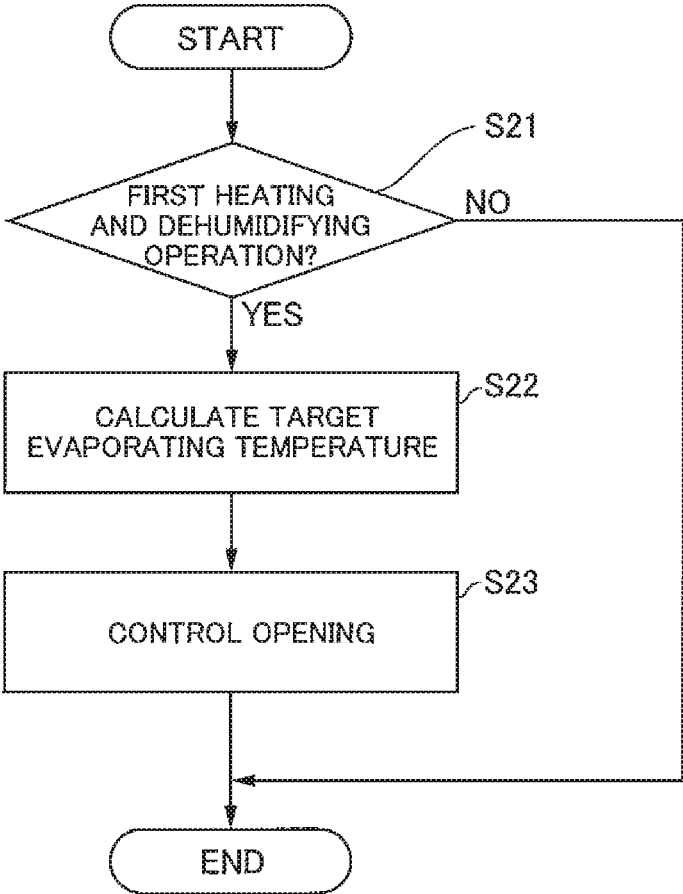 START
S21
FIRST HEATING
AND DEHUMIDIFYING
OPERATION?
NO
YES
S22
CALCULATE TARGET
EVAPORATING TEMPERATURE
S23
CONTROL OPENING
END